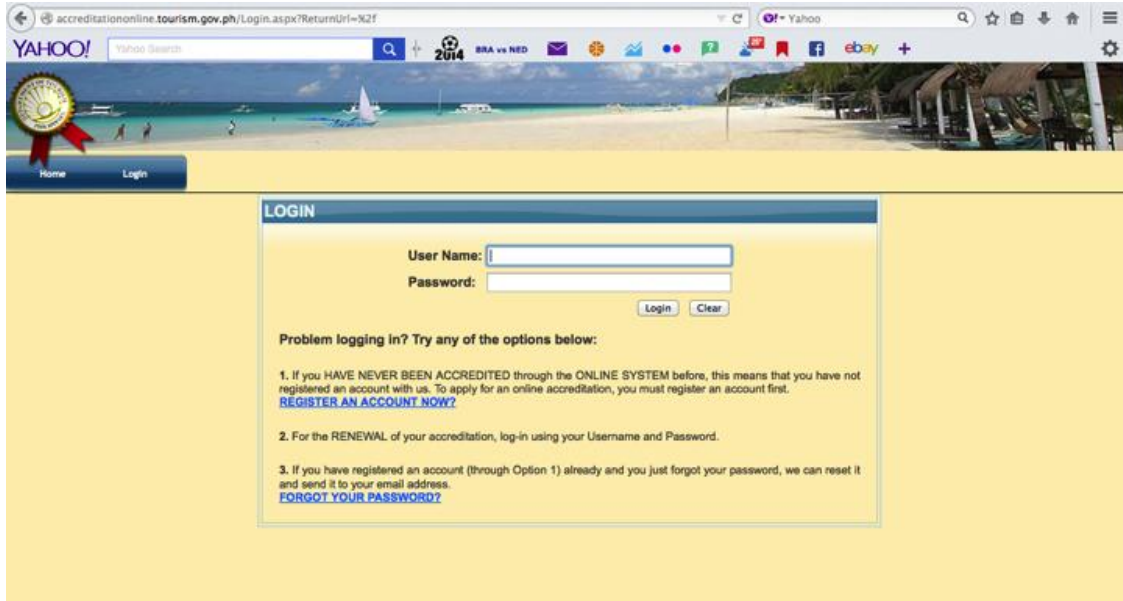 accreditationonline.tourism.gov.ph/Login.aspx?ReturnUrl=%2f
Yahoo
YAHOO!
Yahoo Search
2014
BRA vs NED
ebay
Home
Login
LOGIN
User Name:
Password:
Login
Clear
Problem logging in? Try any of the options below:
1. If you HAVE NEVER BEEN ACCREDITED through the ONLINE SYSTEM before, this means that you have not
registered an account with us. To apply for an online accreditation, you must register an account first.
REGISTER AN ACCOUNT NOW?
2. For the RENEWAL of your accreditation, log-in using your Username and Password.
3. If you have registered an account (through Option 1) already and you just forgot your password, we can reset it
and send it to your email address.
FORGOT YOUR PASSWORD?